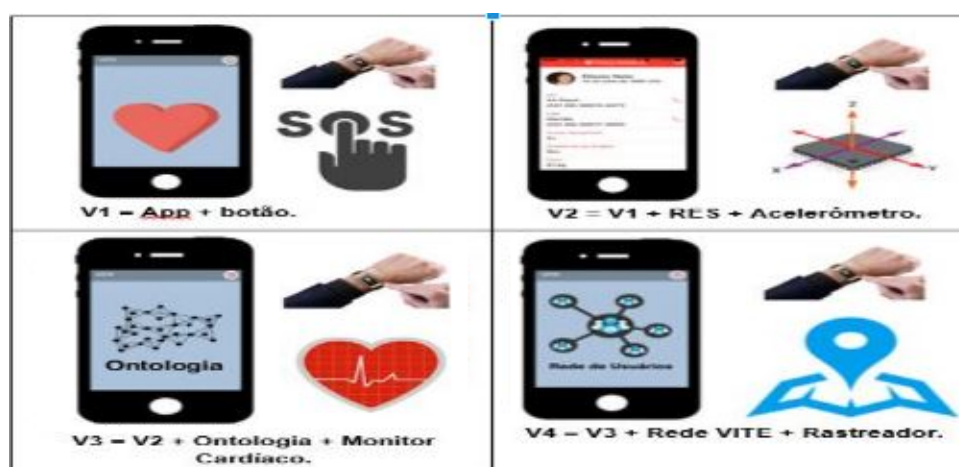 SOS
V1 = App + botão.
V2 = V1 + RES + Acelerômetro.
Z
X
Y
Ontologia
V3 = V2 + Ontologia + Monitor
Cardíaco.
Rede de Usuários
V4 = V3 + Rede VITE + Rastreador.